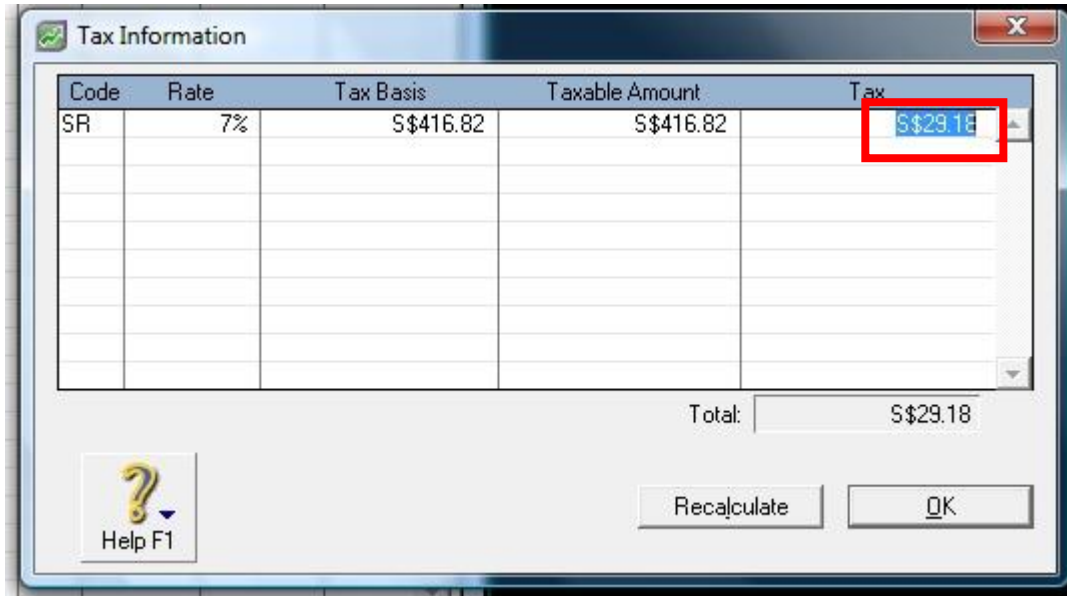 Tax Information
X
Code Rate Tax Basis Taxable Amount Tax
SR 7% S$416.82 S$416.82 S$29.18
Total: S$29.18
?
Help F1
Recalculate OK